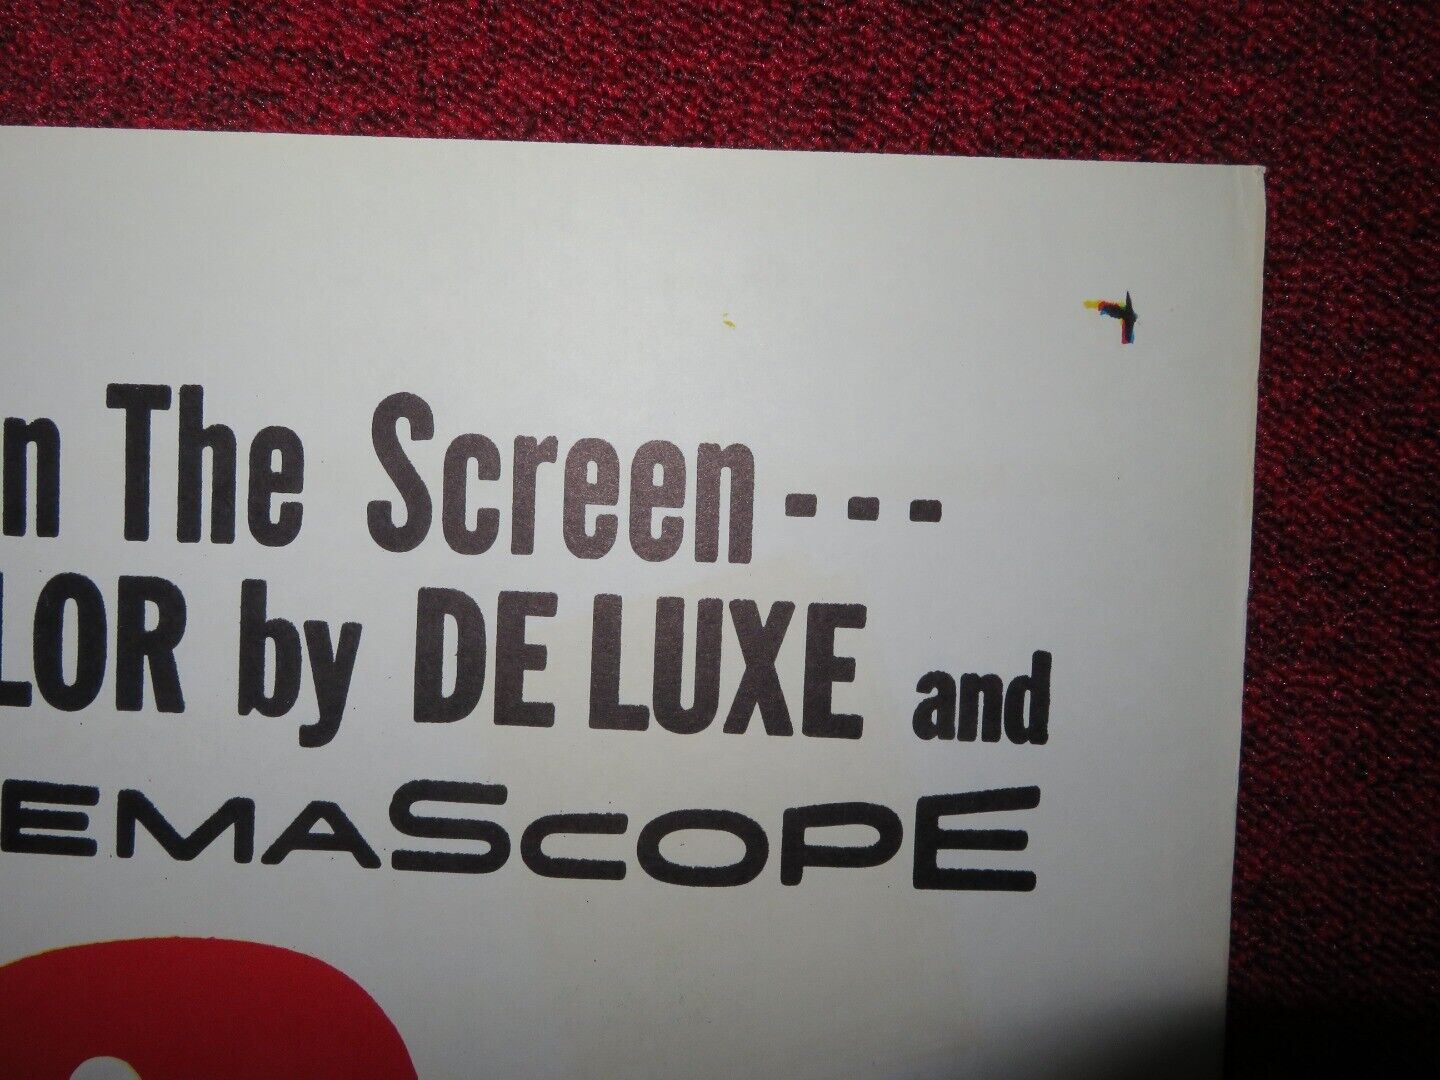 n The Screen---
LOR by DE LUXE and
EMASCOPE